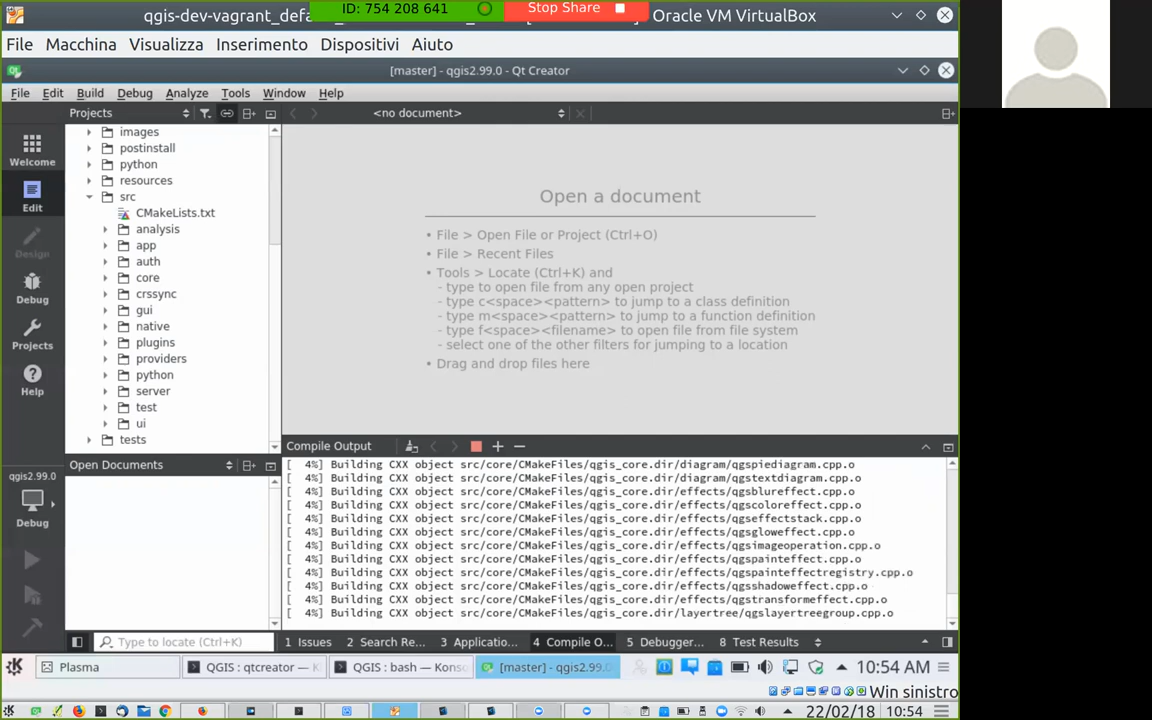 qgis-dev-vagrant_defa
ID: 754 208 641
Stop Share
Oracle VM VirtualBox
File Macchina Visualizza Inserimento Dispositivi Aiuto
[master] - qgis2.99.0 - Qt Creator
File Edit Build Debug Analyze Tools Window Help
Projects
<no document>
Welcome
Edit
Design
Debug
Projects
Help
images
postinstall
python
resources
src
CMakeLists.txt
analysis
app
auth
core
crssync
gui
native
plugins
providers
python
server
test
ui
tests
Open a document
• File > Open File or Project (Ctrl+O)
• File > Recent Files
• Tools > Locate (Ctrl+K) and
- type to open file from any open project
- type c<space><pattern> to jump to a class definition
- type m<space><pattern> to jump to a function definition
- type f<space><filename> to open file from file system
- select one of the other filters for jumping to a location
• Drag and drop files here
Open Documents
qgis2.99.0
Debug
Compile Output
[  4%] Building CXX object src/core/CMakeFiles/qgis_core.dir/diagram/qgspiediagram.cpp.o
[  4%] Building CXX object src/core/CMakeFiles/qgis_core.dir/diagram/qgstextdiagram.cpp.o
[  4%] Building CXX object src/core/CMakeFiles/qgis_core.dir/effects/qgsblureffect.cpp.o
[  4%] Building CXX object src/core/CMakeFiles/qgis_core.dir/effects/qgscoloreffect.cpp.o
[  4%] Building CXX object src/core/CMakeFiles/qgis_core.dir/effects/qgseffectstack.cpp.o
[  4%] Building CXX object src/core/CMakeFiles/qgis_core.dir/effects/qgsgloweffect.cpp.o
[  4%] Building CXX object src/core/CMakeFiles/qgis_core.dir/effects/qgsimageoperation.cpp.o
[  4%] Building CXX object src/core/CMakeFiles/qgis_core.dir/effects/qgspainteffect.cpp.o
[  4%] Building CXX object src/core/CMakeFiles/qgis_core.dir/effects/qgspainteffectregistry.cpp.o
[  4%] Building CXX object src/core/CMakeFiles/qgis_core.dir/effects/qgsshadoweffect.cpp.o
[  4%] Building CXX object src/core/CMakeFiles/qgis_core.dir/effects/qgstransformeffect.cpp.o
[  4%] Building CXX object src/core/CMakeFiles/qgis_core.dir/layertree/qgslayertreegroup.cpp.o
Type to locate (Ctrl+K)
1 Issues 2 Search Re... 3 Applicatio... 4 Compile O... 5 Debugger... 8 Test Results
Plasma
QGIS : qtcreator — K
QGIS : bash — Kons
[master] - qgis2.99.0
10:54 AM
Win sinistro
22/02/18 10:54